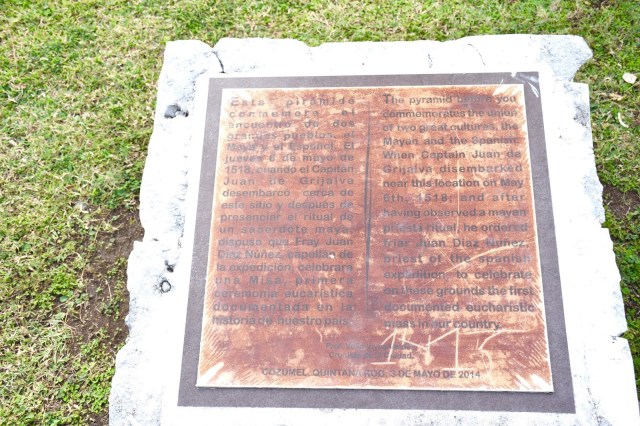 Esta pirámide
conmemora el
encuentro de dos
grandes pueblos, el
Maya y el Español. El
jueves 6 de mayo de
1518, cuando el Capitán
Juan de Grijalva
desembarcó cerca de
este sitio y después de
presenciar el ritual de
un sacerdote maya,
dispuso que Fray Juan
Díaz Núñez, capellán de
la expedición, celebrara
una Misa, primera
ceremonia eucarística
documentada en la
historia de nuestro país.
The pyramid before you
commemorates the union
of two great cultures, the
Mayan and the Spanish.
When Captain Juan de
Grijalva disembarked
near this location on May
6th, 1518; and after
having observed a mayan
priest ritual, he ordered
friar Juan Díaz Núñez,
priest of the spanish
expedition, to celebrate
on these grounds the first
documented eucharistic
mass in our country.
COZUMEL, QUINTANA ROO, 3 DE MAYO DE 2014